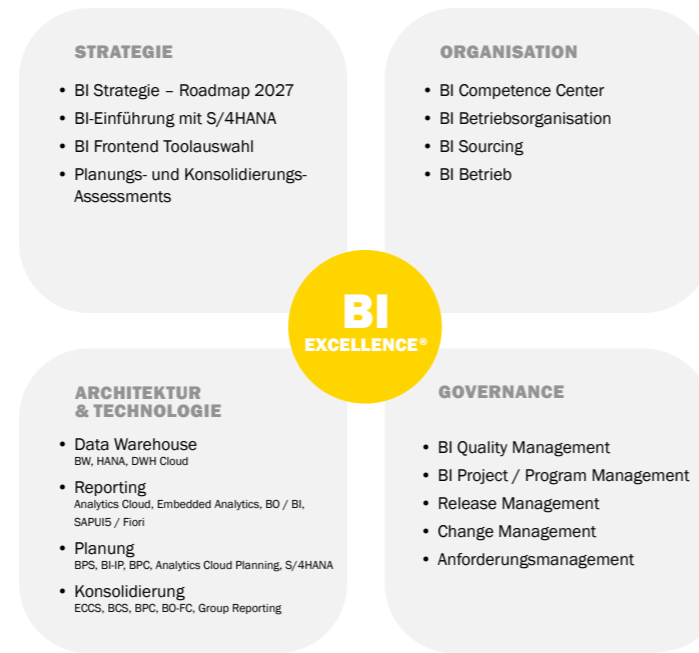 STRATEGIE
• BI Strategie – Roadmap 2027
• BI-Einführung mit S/4HANA
• BI Frontend Toolauswahl
• Planungs- und Konsolidierungs-
Assessments
ORGANISATION
• BI Competence Center
• BI Betriebsorganisation
• BI Sourcing
• BI Betrieb
BI
EXCELLENCE®
ARCHITEKTUR
& TECHNOLOGIE
• Data Warehouse
BW, HANA, DWH Cloud
• Reporting
Analytics Cloud, Embedded Analytics, BO / BI,
SAPUI5 / Fiori
• Planung
BPS, BI-IP, BPC, Analytics Cloud Planning, S/4HANA
• Konsolidierung
ECCS, BCS, BPC, BO-FC, Group Reporting
GOVERNANCE
• BI Quality Management
• BI Project / Program Management
• Release Management
• Change Management
• Anforderungsmanagement